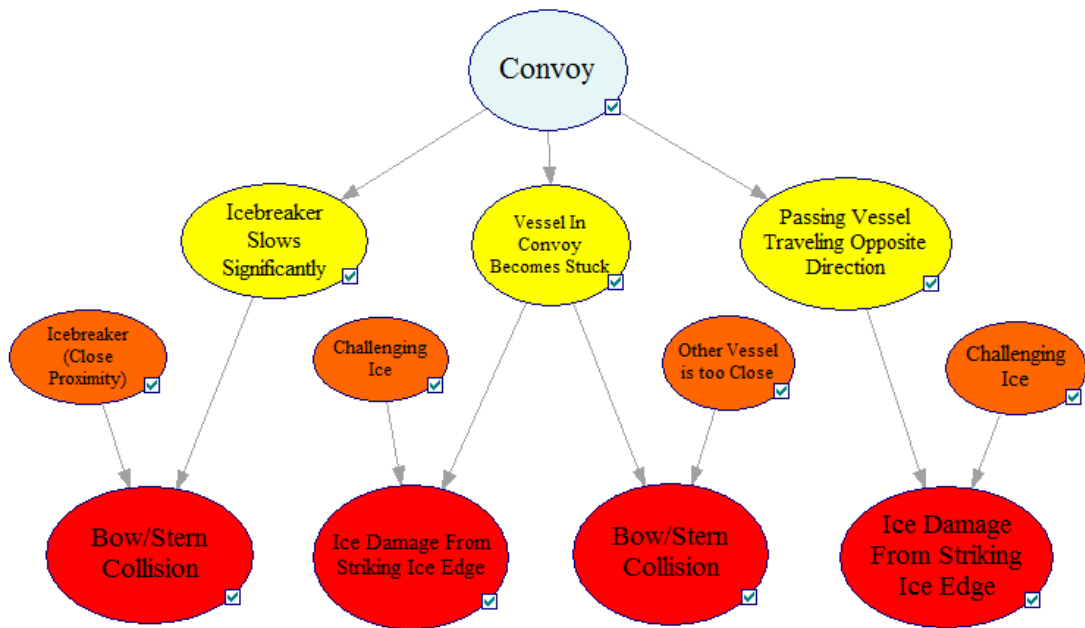 Convoy
Icebreaker
Slows
Significantly
Vessel In
Convoy
Becomes Stuck
Passing Vessel
Traveling Opposite
Direction
Icebreaker
(Close
Proximity)
Challenging
Ice
Other Vessel
is too Close
Challenging
Ice
Bow/Stern
Collision
Ice Damage From
Striking Ice Edge
Bow/Stern
Collision
Ice Damage
From Striking
Ice Edge